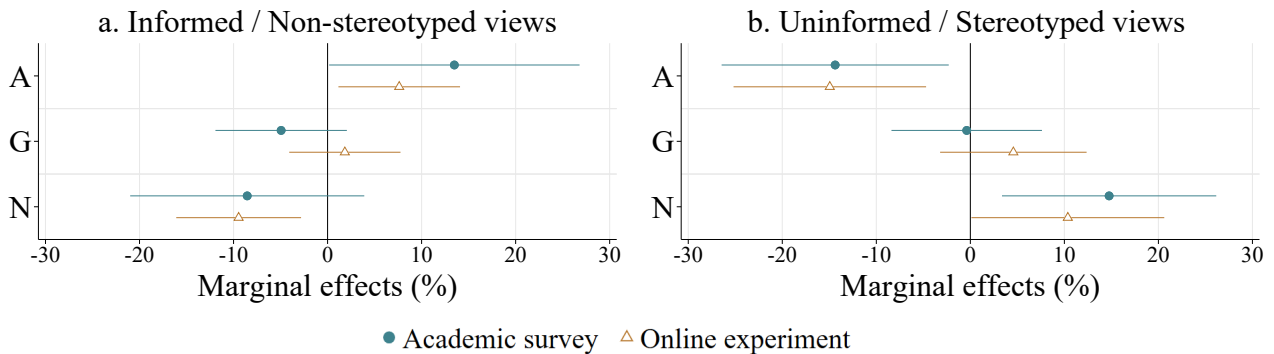 a. Informed / Non-stereotyped views
A
G
N
-30 -20 -10 0 10 20 30
Marginal effects (%)
b. Uninformed / Stereotyped views
A
G
N
-30 -20 -10 0 10 20 30
Marginal effects (%)
Academic survey Online experiment